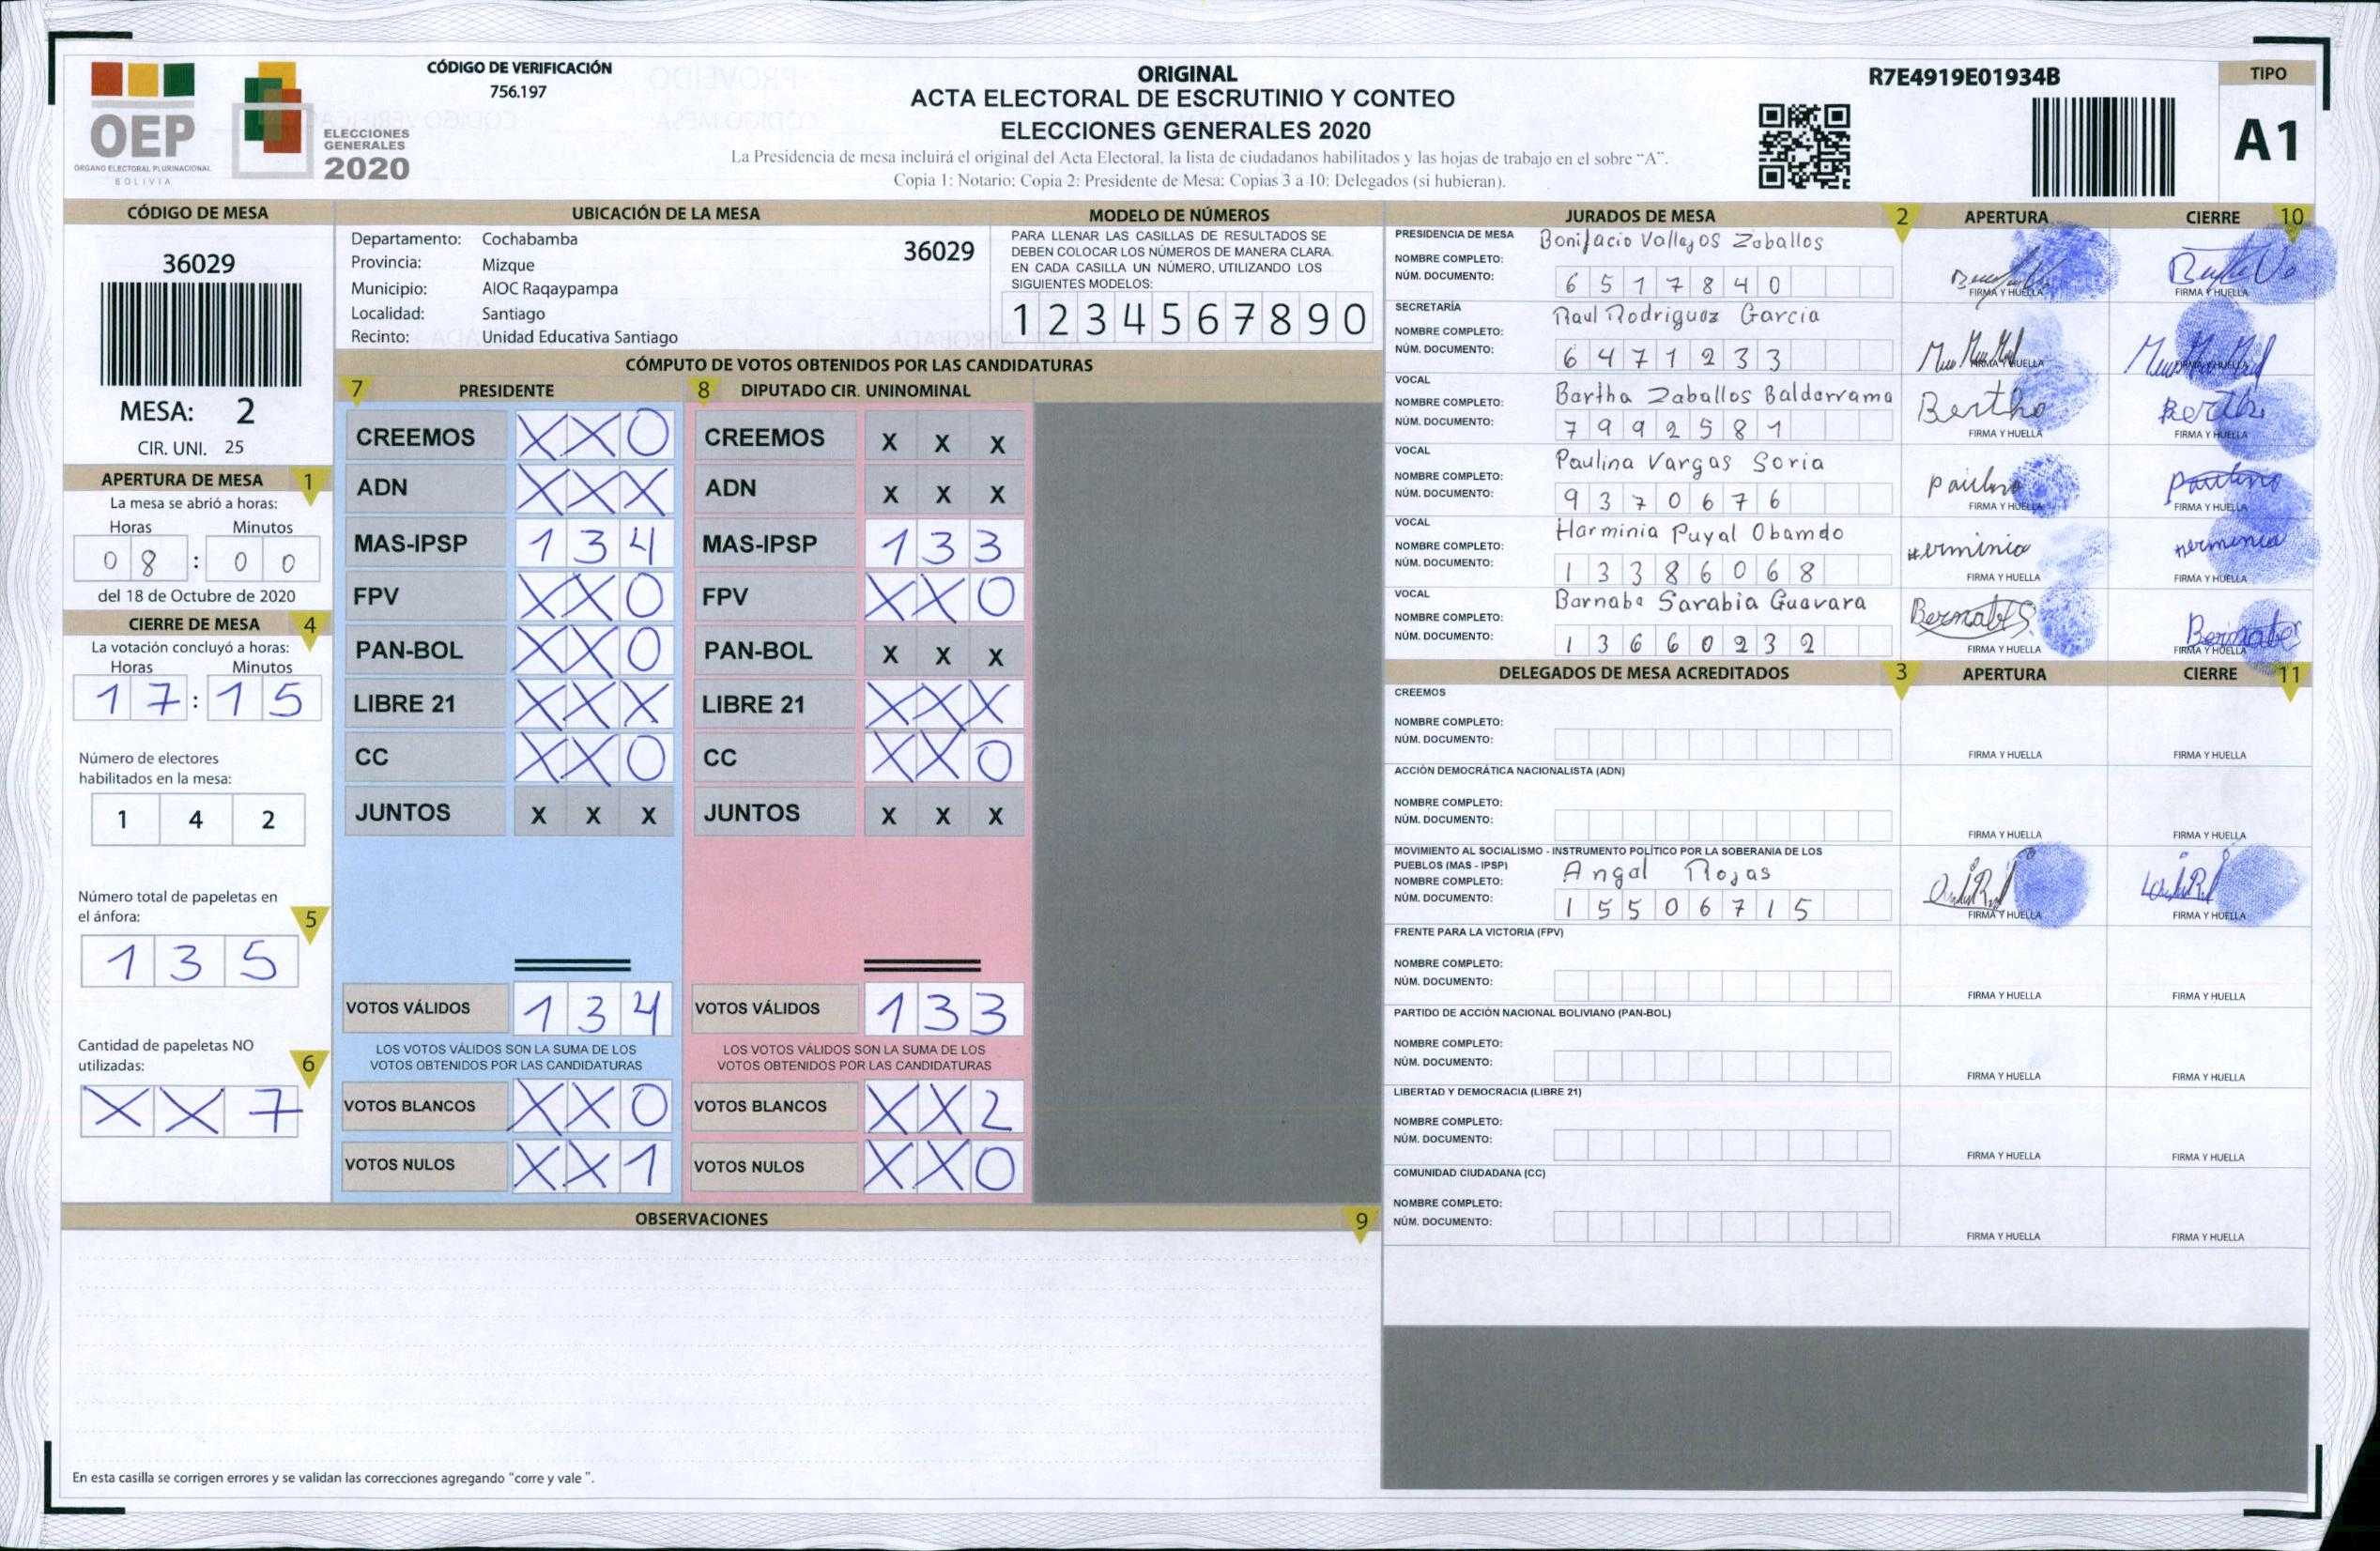 CÓDIGO DE VERIFICACIÓN
756.197
OEP
ÓRGANO ELECTORAL PLURINACIONAL
BOLIVIA
ELECCIONES
GENERALES
2020
ORIGINAL
ACTA ELECTORAL DE ESCRUTINIO Y CONTEO
ELECCIONES GENERALES 2020
La Presidencia de mesa incluirá el original del Acta Electoral, la lista de ciudadanos habilitados y las hojas de trabajo en el sobre “A”.
Copia 1: Notario; Copia 2: Presidente de Mesa; Copias 3 a 10: Delegados (si hubieran).
R7E4919E01934B
TIPO
A1
CÓDIGO DE MESA
36029
MESA: 2
CIR. UNI. 25
APERTURA DE MESA 1
La mesa se abrió a horas:
Horas Minutos
0 8 : 0 0
del 18 de Octubre de 2020
CIERRE DE MESA 4
La votación concluyó a horas:
Horas Minutos
1 7 : 1 5
Número de electores
habilitados en la mesa:
1 4 2
Número total de papeletas en
el ánfora: 5
1 3 5
Cantidad de papeletas NO
utilizadas: 6
X X 7
UBICACIÓN DE LA MESA
Departamento: Cochabamba
Provincia: Mizque
Municipio: AIOC Raqaypampa
Localidad: Santiago
Recinto: Unidad Educativa Santiago
36029
MODELO DE NÚMEROS
PARA LLENAR LAS CASILLAS DE RESULTADOS SE
DEBEN COLOCAR LOS NÚMEROS DE MANERA CLARA.
EN CADA CASILLA UN NÚMERO, UTILIZANDO LOS
SIGUIENTES MODELOS:
1 2 3 4 5 6 7 8 9 0
CÓMPUTO DE VOTOS OBTENIDOS POR LAS CANDIDATURAS
7 PRESIDENTE
CREEMOS X X 0
ADN X X X
MAS-IPSP 1 3 4
FPV X X 0
PAN-BOL X X 0
LIBRE 21 X X X
CC X X 0
JUNTOS X X X
VOTOS VÁLIDOS 1 3 4
LOS VOTOS VÁLIDOS SON LA SUMA DE LOS
VOTOS OBTENIDOS POR LAS CANDIDATURAS
VOTOS BLANCOS X X 0
VOTOS NULOS X X 1
8 DIPUTADO CIR. UNINOMINAL
CREEMOS X X X
ADN X X X
MAS-IPSP 1 3 3
FPV X X 0
PAN-BOL X X X
LIBRE 21 X X X
CC X X 0
JUNTOS X X X
VOTOS VÁLIDOS 1 3 3
LOS VOTOS VÁLIDOS SON LA SUMA DE LOS
VOTOS OBTENIDOS POR LAS CANDIDATURAS
VOTOS BLANCOS X X 2
VOTOS NULOS X X 0
OBSERVACIONES 9
En esta casilla se corrigen errores y se validan las correcciones agregando “corre y vale ”.
JURADOS DE MESA 2 APERTURA CIERRE 10
PRESIDENCIA DE MESA Bonifacio Vallejos Zaballos
NOMBRE COMPLETO:
NÚM. DOCUMENTO: 6 5 1 7 8 4 0
FIRMA Y HUELLA FIRMA Y HUELLA
SECRETARÍA Raul Rodriguez Garcia
NOMBRE COMPLETO:
NÚM. DOCUMENTO: 6 4 7 1 2 3 3
FIRMA Y HUELLA FIRMA Y HUELLA
VOCAL
NOMBRE COMPLETO: Bartha Zaballos Baldarrama Bertha Bertha
NÚM. DOCUMENTO: 7 9 9 2 5 8 1
FIRMA Y HUELLA FIRMA Y HUELLA
VOCAL Paulina Vargas Soria
NOMBRE COMPLETO: paulina paulina
NÚM. DOCUMENTO: 9 3 7 0 6 7 6
FIRMA Y HUELLA FIRMA Y HUELLA
VOCAL Harminia Puyal Obamdo
NOMBRE COMPLETO: Herminia Herminia
NÚM. DOCUMENTO: 1 3 3 8 6 0 6 8
FIRMA Y HUELLA FIRMA Y HUELLA
VOCAL Barnabe Sarabia Guavara
NOMBRE COMPLETO:
NÚM. DOCUMENTO: 1 3 6 6 0 2 3 2
FIRMA Y HUELLA FIRMA Y HUELLA
DELEGADOS DE MESA ACREDITADOS 3 APERTURA CIERRE 11
CREEMOS
NOMBRE COMPLETO:
NÚM. DOCUMENTO:
FIRMA Y HUELLA FIRMA Y HUELLA
ACCIÓN DEMOCRÁTICA NACIONALISTA (ADN)
NOMBRE COMPLETO:
NÚM. DOCUMENTO:
FIRMA Y HUELLA FIRMA Y HUELLA
MOVIMIENTO AL SOCIALISMO - INSTRUMENTO POLÍTICO POR LA SOBERANIA DE LOS
PUEBLOS (MAS - IPSP)
NOMBRE COMPLETO: Angal Rojas
NÚM. DOCUMENTO: 1 5 5 0 6 7 1 5
FIRMA Y HUELLA FIRMA Y HUELLA
FRENTE PARA LA VICTORIA (FPV)
NOMBRE COMPLETO:
NÚM. DOCUMENTO:
FIRMA Y HUELLA FIRMA Y HUELLA
PARTIDO DE ACCIÓN NACIONAL BOLIVIANO (PAN-BOL)
NOMBRE COMPLETO:
NÚM. DOCUMENTO:
FIRMA Y HUELLA FIRMA Y HUELLA
LIBERTAD Y DEMOCRACIA (LIBRE 21)
NOMBRE COMPLETO:
NÚM. DOCUMENTO:
FIRMA Y HUELLA FIRMA Y HUELLA
COMUNIDAD CIUDADANA (CC)
NOMBRE COMPLETO:
NÚM. DOCUMENTO:
FIRMA Y HUELLA FIRMA Y HUELLA